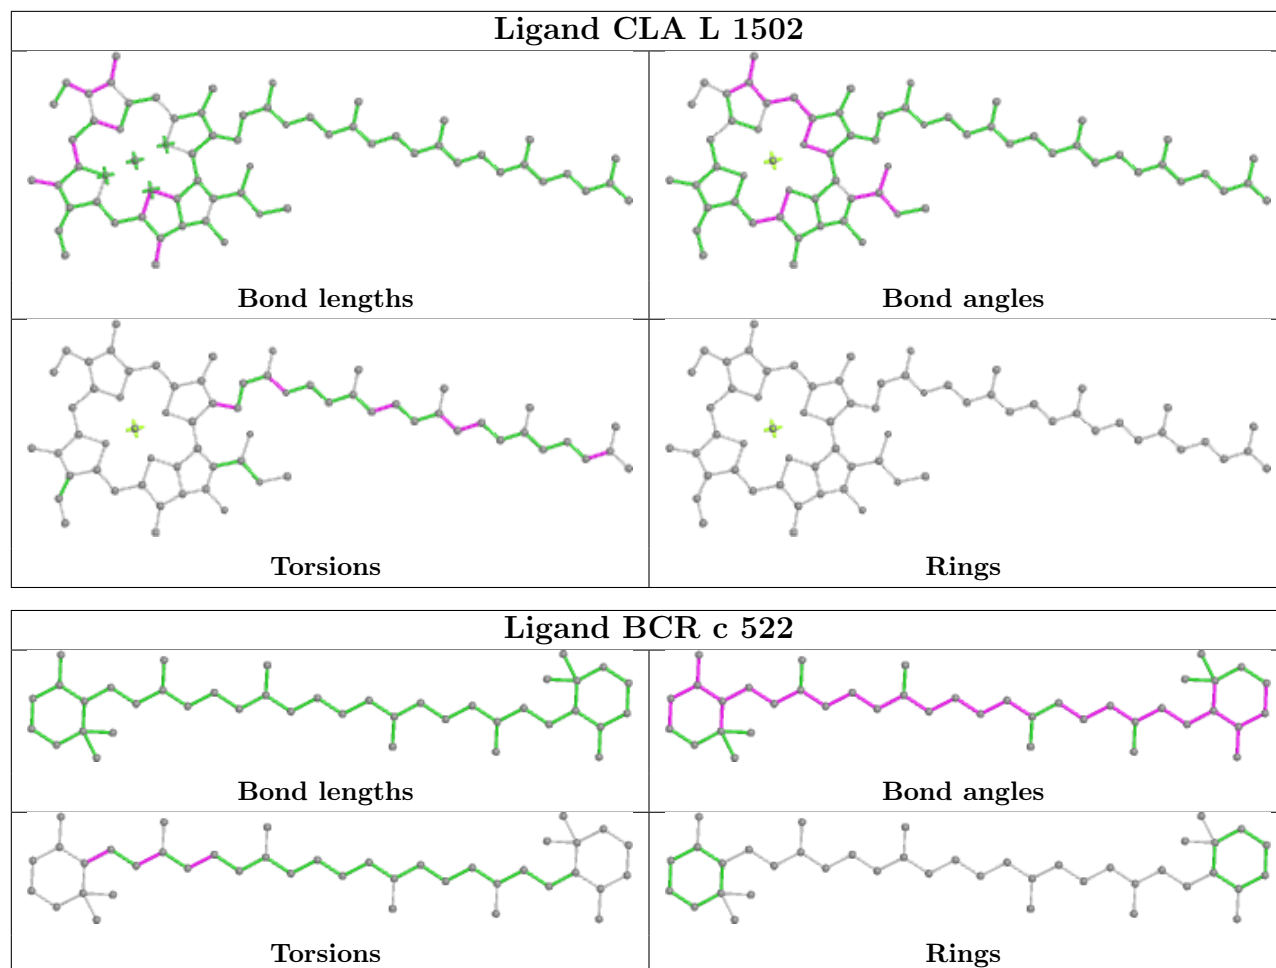 Ligand CLA L 1502
Bond lengths
Bond angles
Torsions
Rings
Ligand BCR c 522
Bond lengths
Bond angles
Torsions
Rings